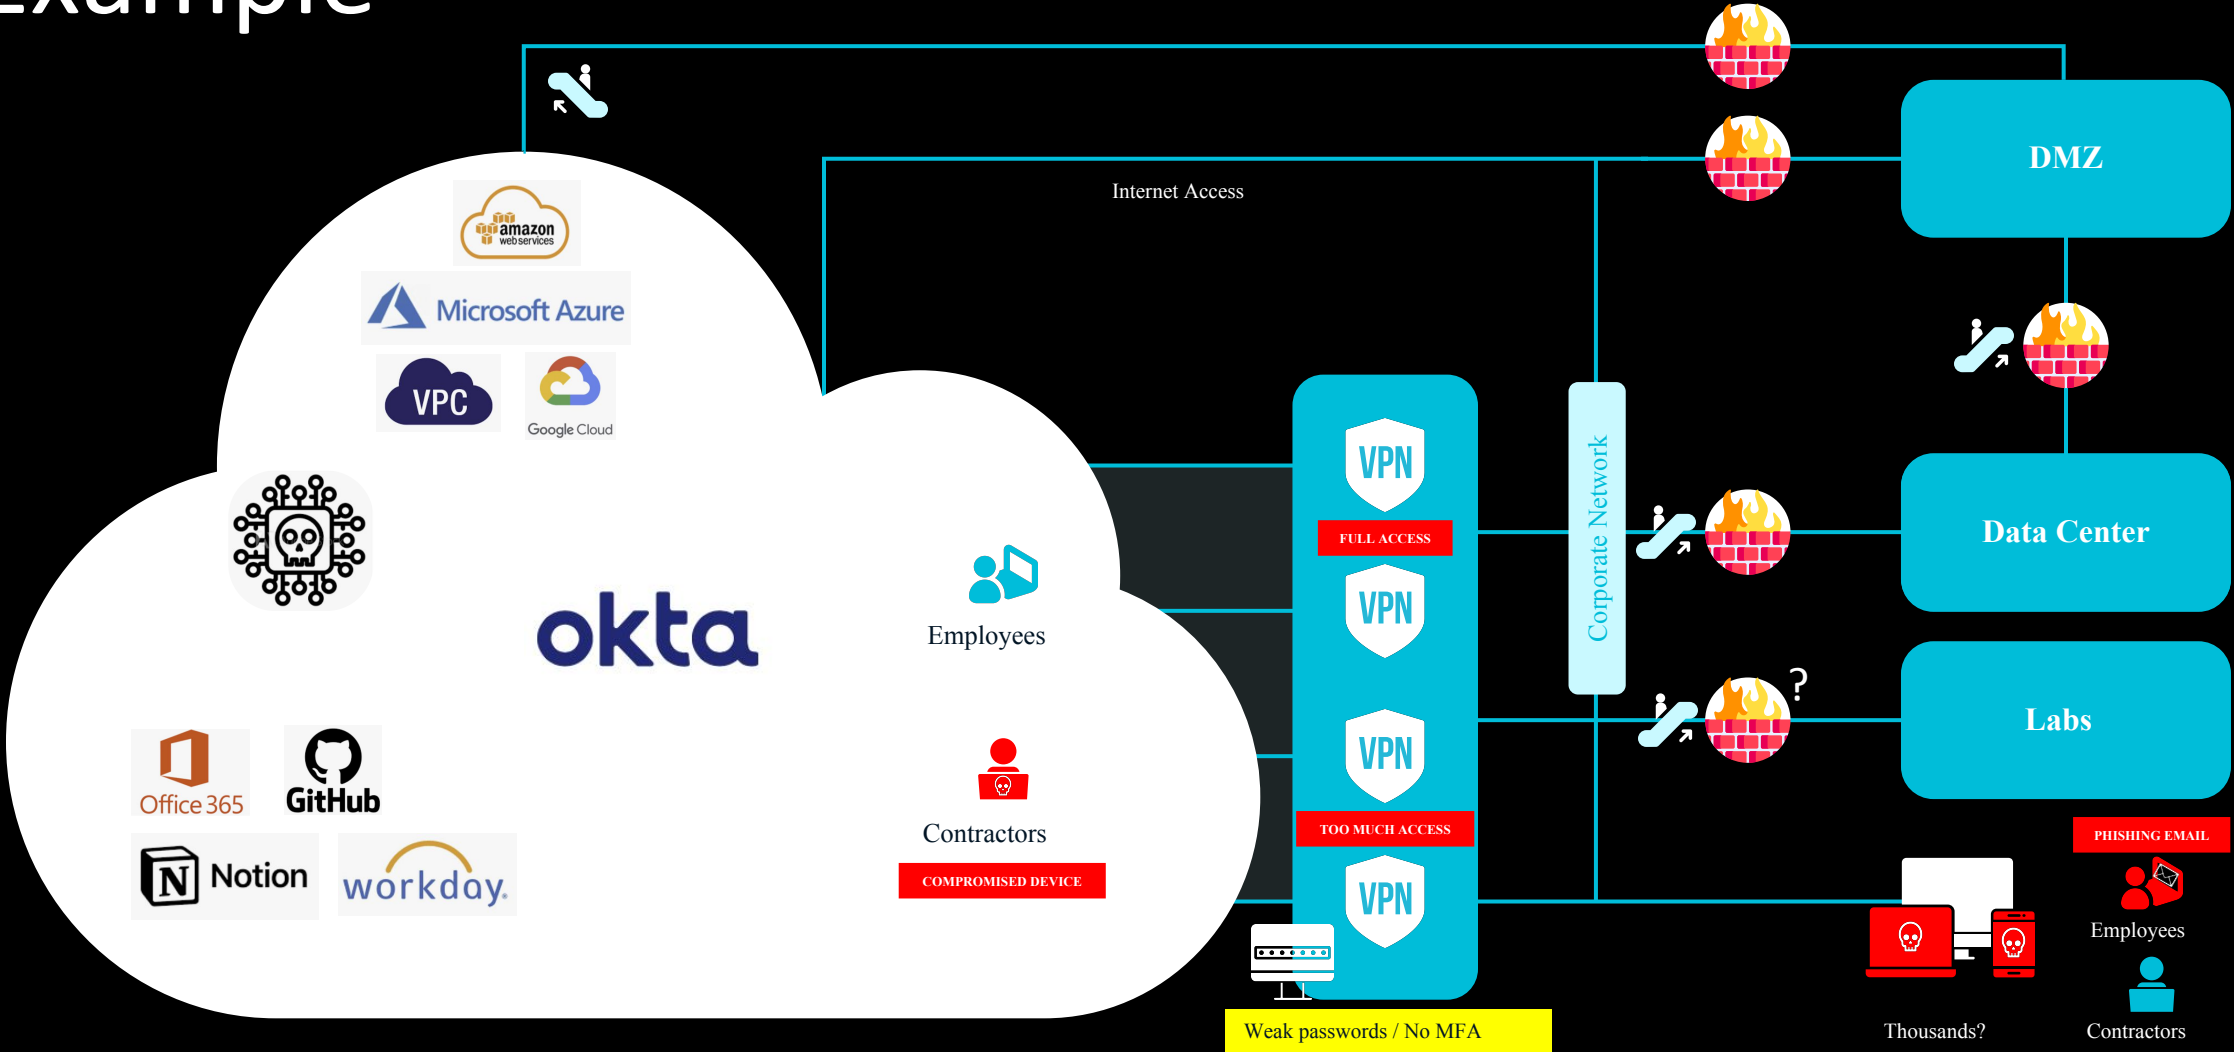 Example
Internet Access
DMZ
amazon
web services
Microsoft Azure
VPC
Google Cloud
VPN
FULL ACCESS
VPN
VPN
TOO MUCH ACCESS
VPN
Corporate Network
Data Center
Labs
?
okta
Employees
Contractors
COMPROMISED DEVICE
Office 365
GitHub
Notion
workday.
PHISHING EMAIL
Employees
Contractors
Thousands?
Weak passwords / No MFA